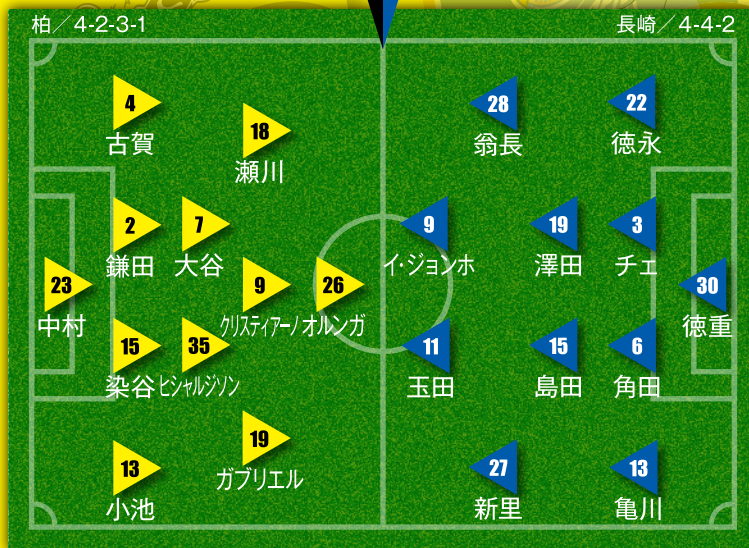 柏／4-2-3-1
長崎／4-4-2
4
古賀
18
瀬川
28
翁長
22
徳永
2
鎌田
7
大谷
9
イ・ジョンホ
19
澤田
3
チェ
23
中村
9
クリスティアーノ
26
オルンガ
30
徳重
15
染谷
35
ヒシャルジソン
11
玉田
15
島田
6
角田
13
小池
19
ガブリエル
27
新里
13
亀川